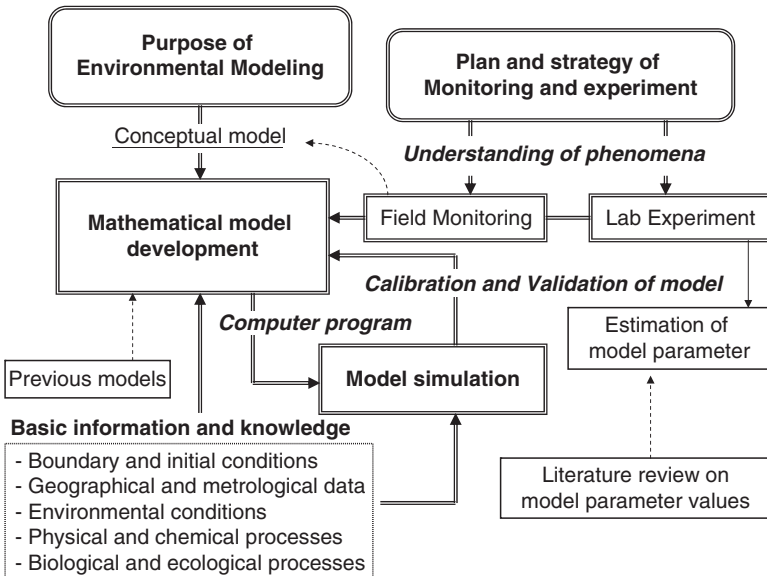 Purpose of
Environmental Modeling
Plan and strategy of
Monitoring and experiment
Conceptual model
Understanding of phenomena
Mathematical model
development
Field Monitoring
Lab Experiment
Calibration and Validation of model
Computer program
Estimation of
model parameter
Previous models
Model simulation
Basic information and knowledge
- Boundary and initial conditions
- Geographical and metrological data
- Environmental conditions
- Physical and chemical processes
- Biological and ecological processes
Literature review on
model parameter values